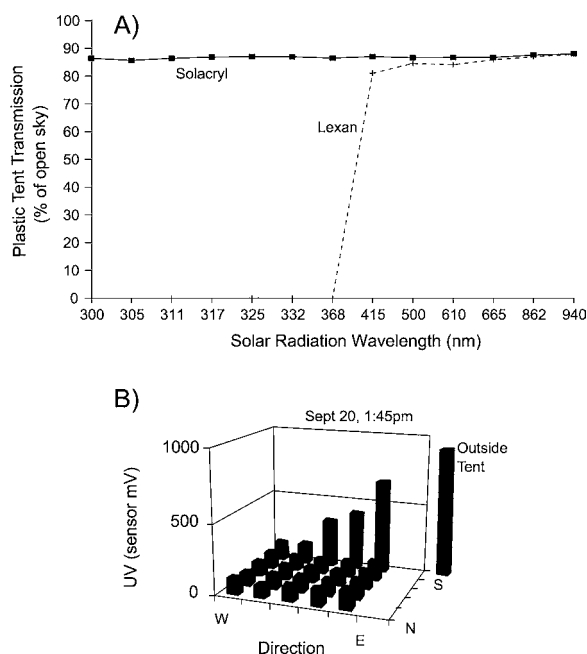 A)
Plastic Tent Transmission
(% of open sky)
100
90
80
70
60
50
40
30
20
10
0
Solacryl
Lexan
300 305 311 317 325 332 368 415 500 610 665 862 940
Solar Radiation Wavelength (nm)
B)
Sept 20, 1:45pm
UV (sensor mV)
1000
500
0
Outside
Tent
W
E
N
S
Direction